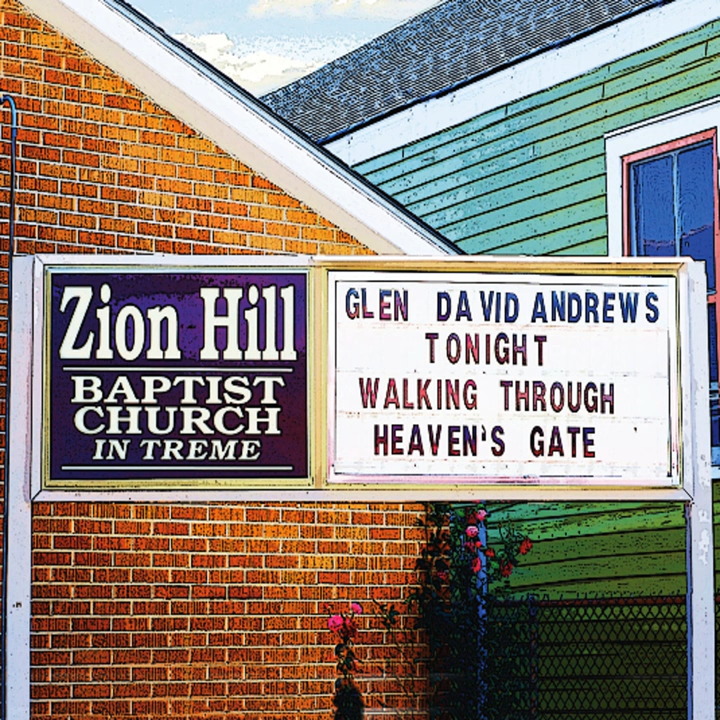 Zion Hill
BAPTIST
CHURCH
IN TREME
GLEN DAVID ANDREWS
TONIGHT
WALKING THROUGH
HEAVEN'S GATE